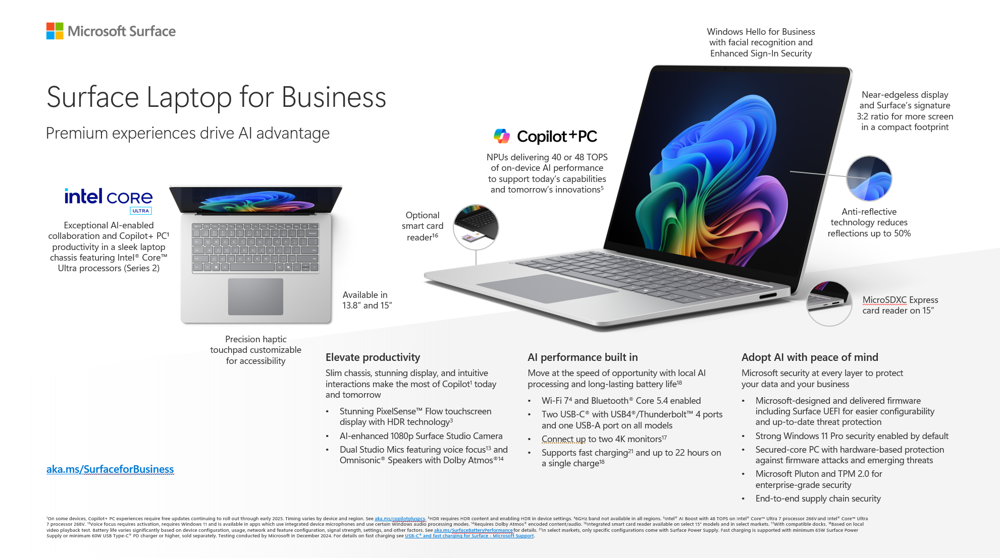 Microsoft Surface
Surface Laptop for Business
Premium experiences drive AI advantage
intel CORE
ULTRA
Exceptional AI-enabled
collaboration and Copilot+ PC¹
productivity in a sleek laptop
chassis featuring Intel® Core™
Ultra processors (Series 2)
Available in
13.8” and 15”
Precision haptic
touchpad customizable
for accessibility
Optional
smart card
reader¹⁶
Copilot+PC
NPUs delivering 40 or 48 TOPS
of on-device AI performance
to support today’s capabilities
and tomorrow’s innovations⁵
Windows Hello for Business
with facial recognition and
Enhanced Sign-In Security
Near-edgeless display
and Surface’s signature
3:2 ratio for more screen
in a compact footprint
Anti-reflective
technology reduces
reflections up to 50%
MicroSDXC Express
card reader on 15”
Elevate productivity
Slim chassis, stunning display, and intuitive
interactions make the most of Copilot¹ today
and tomorrow
• Stunning PixelSense™ Flow touchscreen
display with HDR technology³
• AI-enhanced 1080p Surface Studio Camera
• Dual Studio Mics featuring voice focus¹³ and
Omnisonic® Speakers with Dolby Atmos®¹⁴
AI performance built in
Move at the speed of opportunity with local AI
processing and long-lasting battery life¹⁸
• Wi-Fi 7⁴ and Bluetooth® Core 5.4 enabled
• Two USB-C® with USB4®/Thunderbolt™ 4 ports
and one USB-A port on all models
• Connect up to two 4K monitors¹⁷
• Supports fast charging²¹ and up to 22 hours on
a single charge¹⁸
Adopt AI with peace of mind
Microsoft security at every layer to protect
your data and your business
• Microsoft-designed and delivered firmware
including Surface UEFI for easier configurability
and up-to-date threat protection
• Strong Windows 11 Pro security enabled by default
• Secured-core PC with hardware-based protection
against firmware attacks and emerging threats
• Microsoft Pluton and TPM 2.0 for
enterprise-grade security
• End-to-end supply chain security
aka.ms/SurfaceforBusiness
¹On some devices, Copilot+ PC experiences require free updates continuing to roll out through early 2025. Timing varies by device and region. See aka.ms/copilotpluspcs. ³HDR requires HDR content and enabling HDR in device settings. ⁴6GHz band not available in all regions. ⁵Intel® AI Boost with 48 TOPS on Intel® Core™ Ultra 7 processor 266V and Intel® Core™ Ultra
7 processor 268V. ¹³Voice focus requires activation, requires Windows 11 and is available in apps which use integrated device microphones and use certain Windows audio processing modes. ¹⁴Requires Dolby Atmos® encoded content/audio. ¹⁶Integrated smart card reader available on select 15” models and in select markets. ¹⁷With compatible docks. ¹⁸Based on local
video playback test. Battery life varies significantly based on device configuration, usage, network and feature configuration, signal strength, settings, and other factors. See aka.ms/SurfaceBatteryPerformance for details. ²¹In select markets, only specific configurations come with Surface Power Supply. Fast charging is supported with minimum 65W Surface Power
Supply or minimum 60W USB Type-C® PD charger or higher, sold separately. Testing conducted by Microsoft in December 2024. For details on fast charging see USB-C® and fast charging for Surface - Microsoft Support.